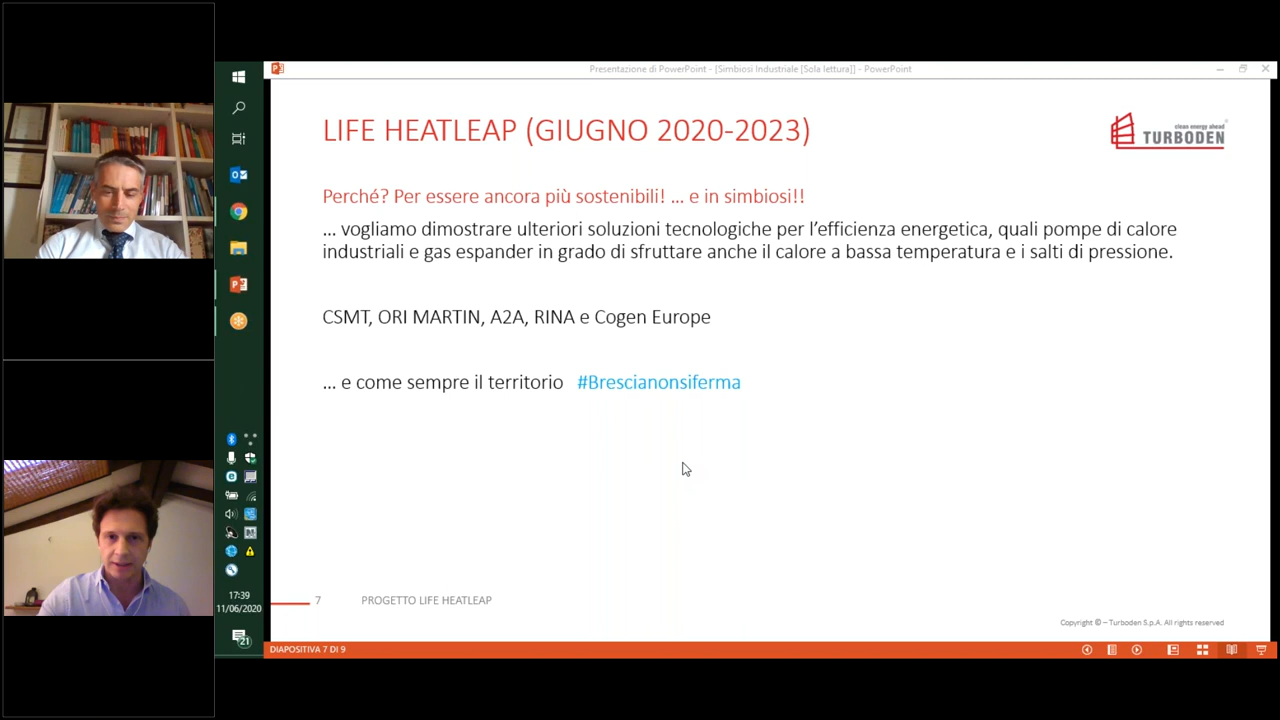 Presentazione di PowerPoint - [Simbiosi Industriale [Sola lettura]] - PowerPoint
LIFE HEATLEAP (GIUGNO 2020-2023)
clean energy ahead
TURBODEN
Perché? Per essere ancora più sostenibili! ... e in simbiosi!!
... vogliamo dimostrare ulteriori soluzioni tecnologiche per l’efficienza energetica, quali pompe di calore
industriali e gas espander in grado di sfruttare anche il calore a bassa temperatura e i salti di pressione.
CSMT, ORI MARTIN, A2A, RINA e Cogen Europe
... e come sempre il territorio #Brescianonsiferma
7 PROGETTO LIFE HEATLEAP
Copyright © – Turboden S.p.A. All rights reserved
DIAPOSITIVA 7 DI 9
17:39
11/06/2020
21